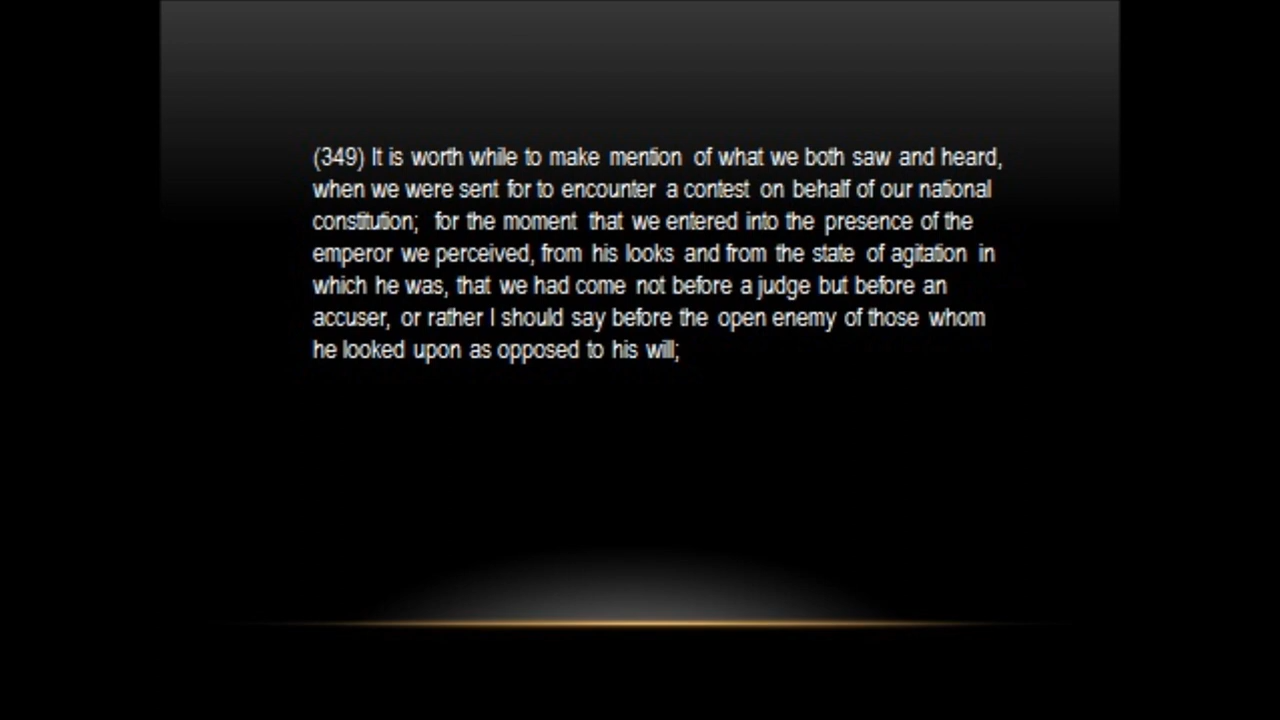 (349) It is worth while to make mention of what we both saw and heard,
when we were sent for to encounter a contest on behalf of our national
constitution; for the moment that we entered into the presence of the
emperor we perceived, from his looks and from the state of agitation in
which he was, that we had come not before a judge but before an
accuser, or rather I should say before the open enemy of those whom
he looked upon as opposed to his will;